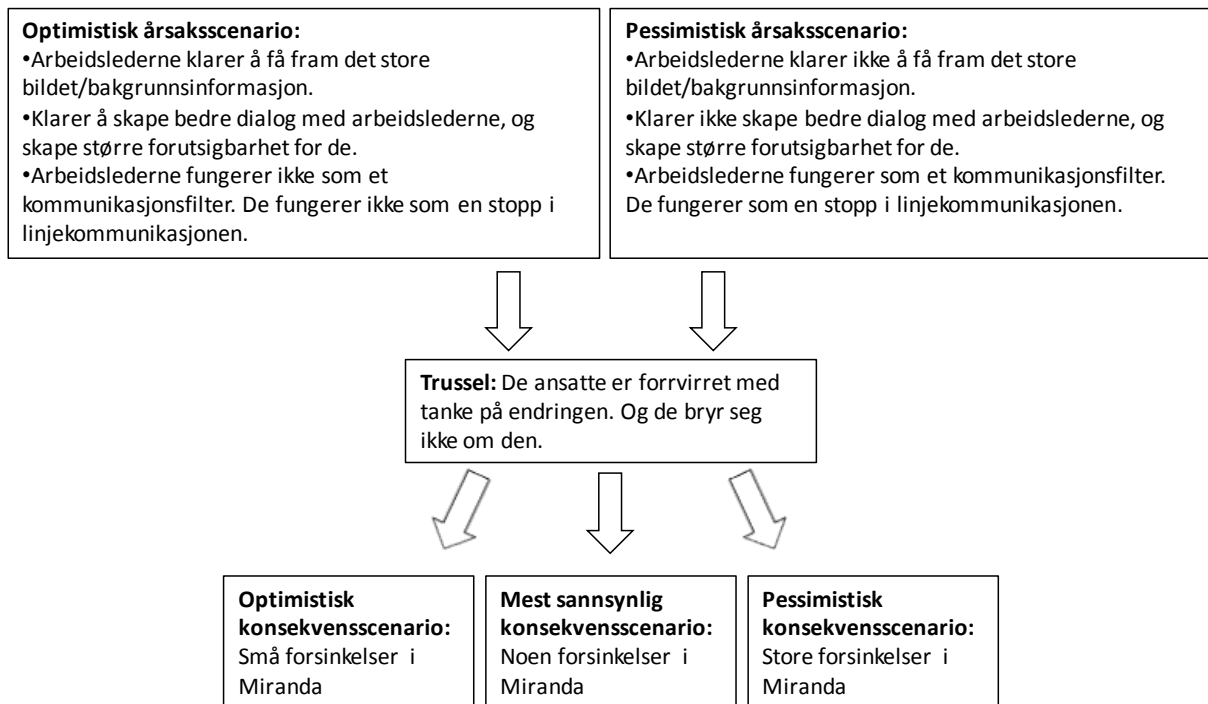 Optimistisk årsaksscenario:
•Arbeidslederne klarer å få fram det store
bildet/bakgrunnsinformasjon.
•Klarer å skape bedre dialog med arbeidslederne, og
skape større forutsigbarhet for de.
•Arbeidslederne fungerer ikke som et
kommunikasjonsfilter. De fungerer ikke som en stopp i
linjekommunikasjonen.
Pessimistisk årsaksscenario:
•Arbeidslederne klarer ikke å få fram det store
bildet/bakgrunnsinformasjon.
•Klarer ikke skape bedre dialog med arbeidslederne, og
skape større forutsigbarhet for de.
•Arbeidslederne fungerer som et kommunikasjonsfilter.
De fungerer som en stopp i linjekommunikasjonen.
Trussel: De ansatte er forrvirret med
tanke på endringen. Og de bryr seg
ikke om den.
Optimistisk
konsekvensscenario:
Små forsinkelser i
Miranda
Mest sannsynlig
konsekvensscenario:
Noen forsinkelser i
Miranda
Pessimistisk
konsekvensscenario:
Store forsinkelser i
Miranda